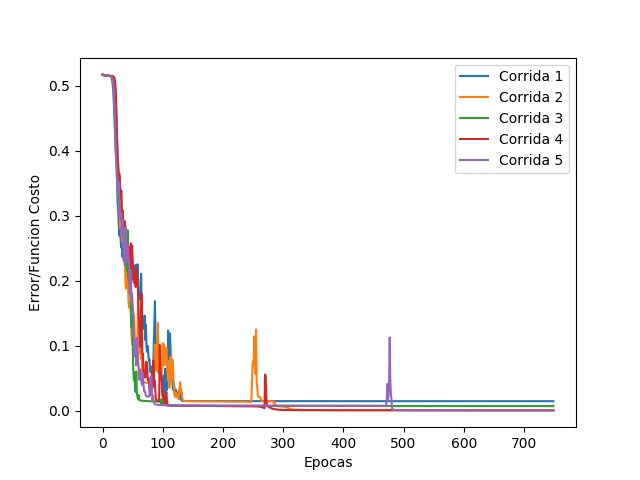 0.5
0.4
0.3
0.2
0.1
0.0
Error/Funcion Costo
0 100 200 300 400 500 600 700
Epocas
Corrida 1
Corrida 2
Corrida 3
Corrida 4
Corrida 5